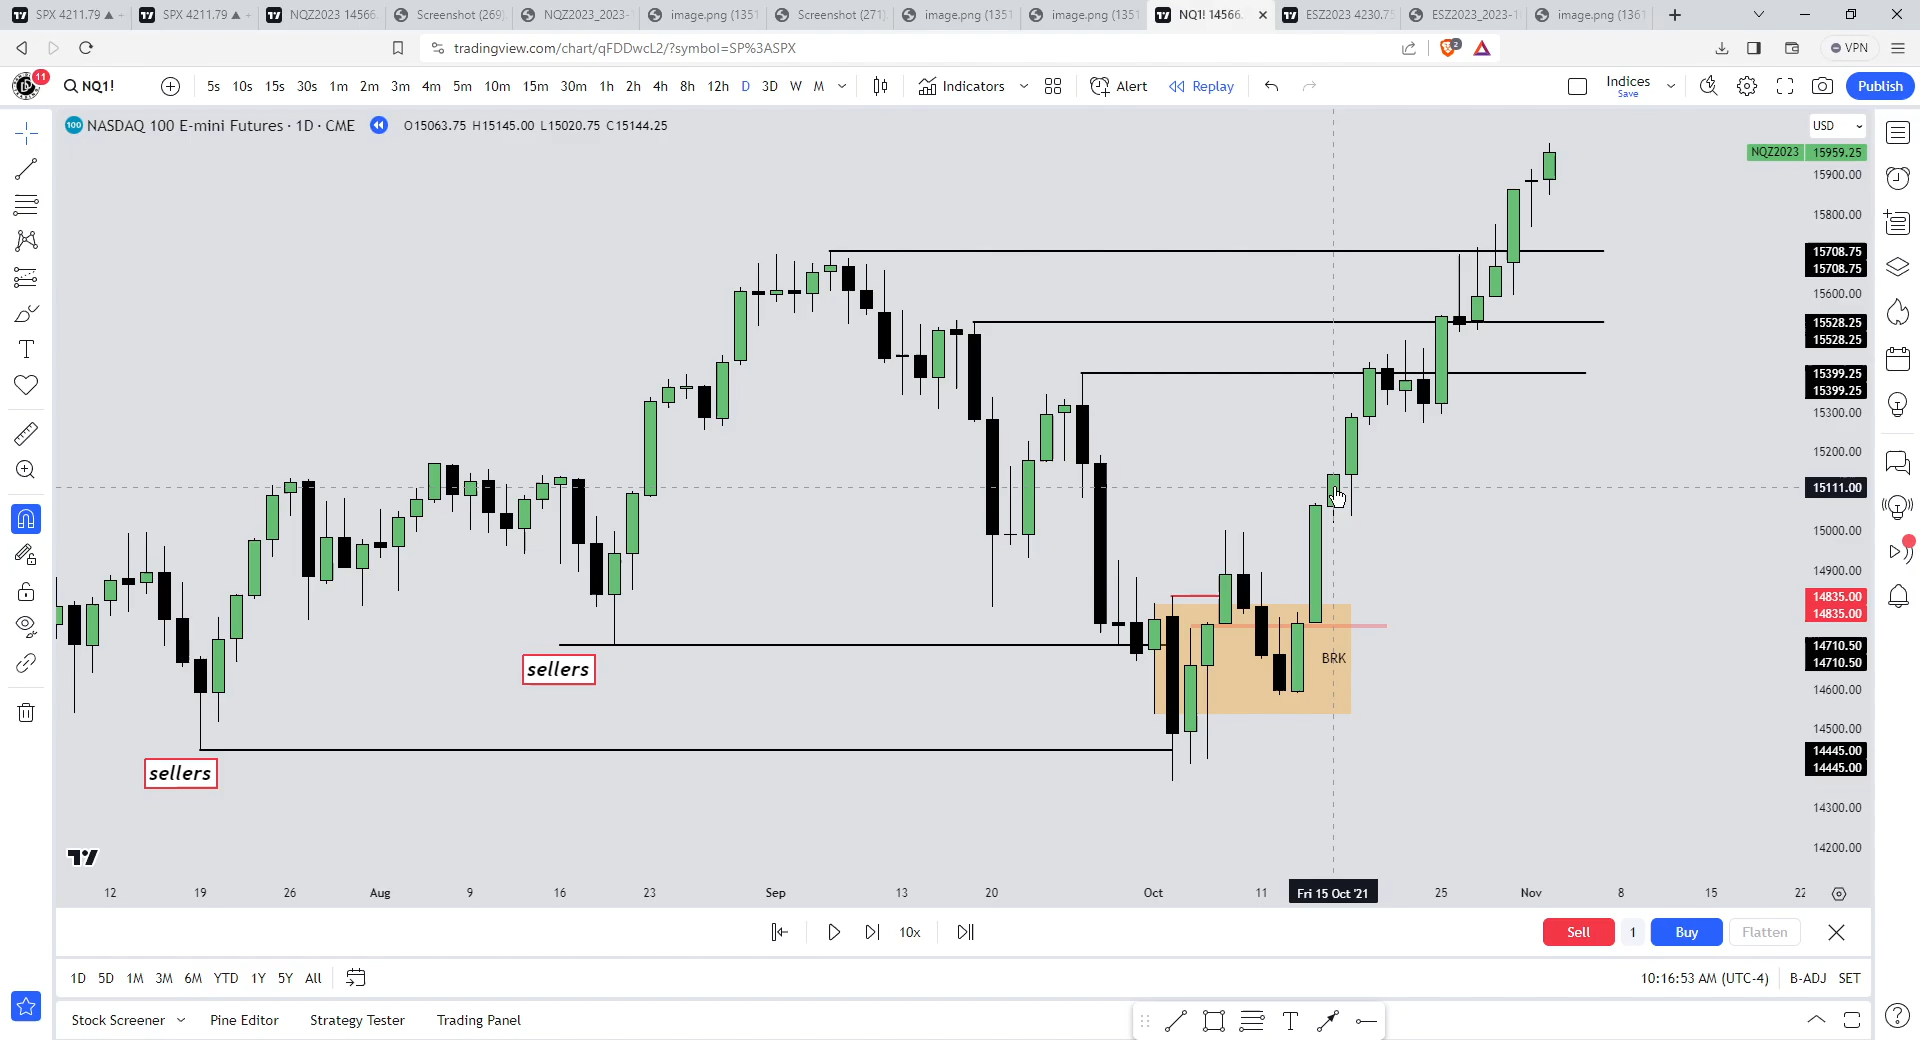 SPX 4211.79 ▲ +
SPX 4211.79 ▲ +
NQZ2023 14566.
Screenshot (269)
NQZ2023_2023-1
image.png (1351
Screenshot (271)
image.png (1351
image.png (1351
NQ1! 14566.
ESZ2023 4230.75
ESZ2023_2023-1
image.png (1361
tradingview.com/chart/qFDDwcL2/?symbol=SP%3ASPX
2
VPN
11
NQ1!
5s 10s 15s 30s 1m 2m 3m 4m 5m 10m 15m 30m 1h 2h 4h 8h 12h D 3D W M
Indicators
Alert
Replay
Indices
Save
Publish
100 NASDAQ 100 E-mini Futures · 1D · CME
O15063.75 H15145.00 L15020.75 C15144.25
USD
NQZ2023 15959.25
15900.00
15800.00
15708.75
15708.75
15600.00
15528.25
15528.25
15399.25
15399.25
15300.00
15200.00
15111.00
15000.00
14900.00
14835.00
14835.00
14710.50
14710.50
14600.00
14500.00
14445.00
14445.00
14300.00
14200.00
BRK
sellers
sellers
12 19 26 Aug 9 16 23 Sep 13 20 Oct 11 Fri 15 Oct '21 25 Nov 8 15 22
10x
Sell 1 Buy Flatten
1D 5D 1M 3M 6M YTD 1Y 5Y All
10:16:53 AM (UTC-4) B-ADJ SET
Stock Screener Pine Editor Strategy Tester Trading Panel